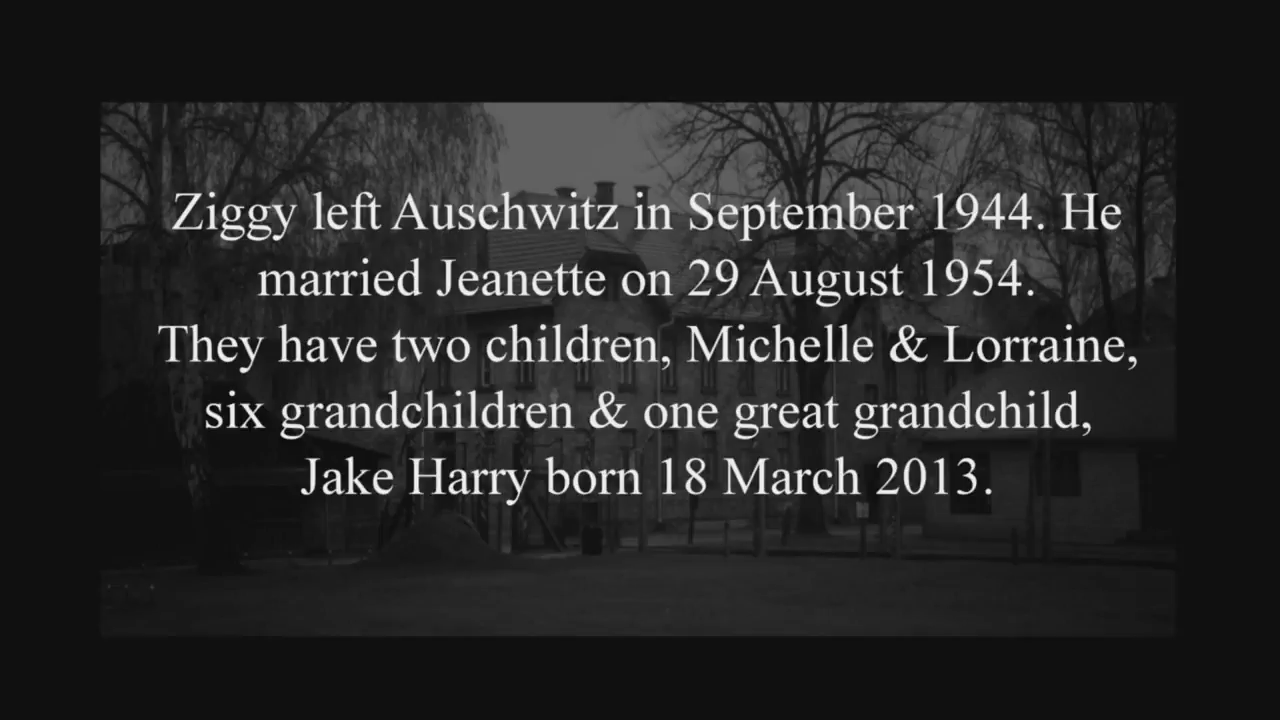 Ziggy left Auschwitz in September 1944. He
married Jeanette on 29 August 1954.
They have two children, Michelle & Lorraine,
six grandchildren & one great grandchild,
Jake Harry born 18 March 2013.